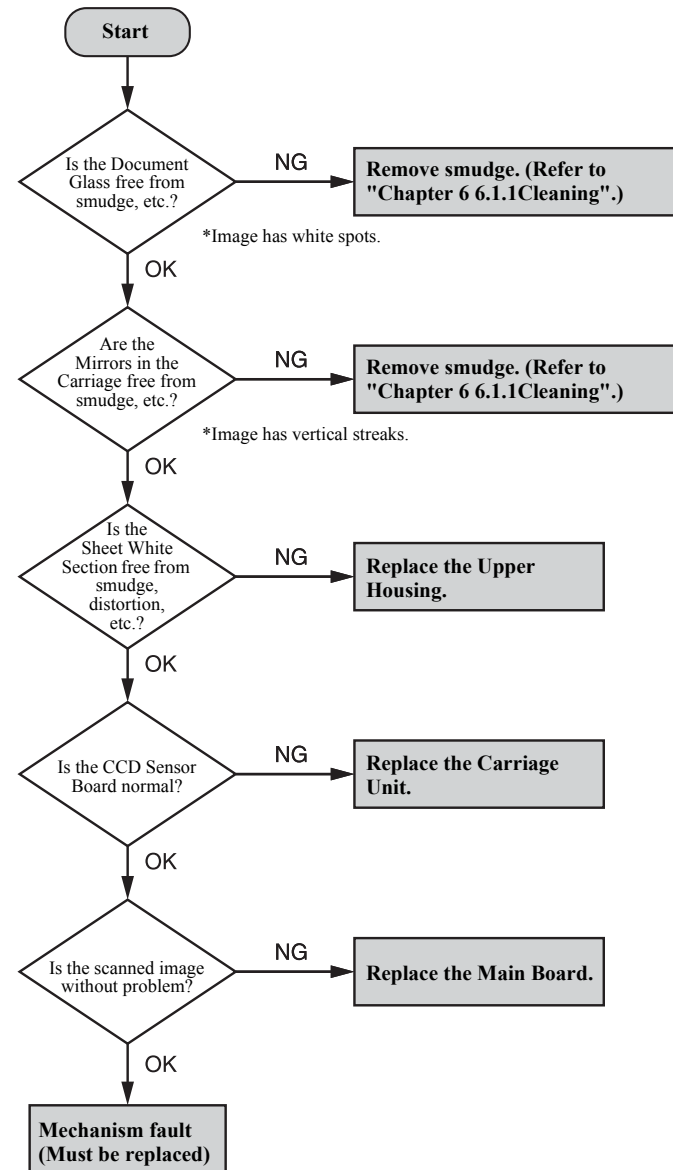 Start
Is the Document
Glass free from
smudge, etc.?
NG
Remove smudge. (Refer to
"Chapter 6 6.1.1Cleaning".)
*Image has white spots.
OK
Are the
Mirrors in the
Carriage free from
smudge, etc.?
NG
Remove smudge. (Refer to
"Chapter 6 6.1.1Cleaning".)
*Image has vertical streaks.
OK
Is the
Sheet White
Section free from
smudge,
distortion,
etc.?
NG
Replace the Upper
Housing.
OK
Is the CCD Sensor
Board normal?
NG
Replace the Carriage
Unit.
OK
Is the scanned image
without problem?
NG
Replace the Main Board.
OK
Mechanism fault
(Must be replaced)